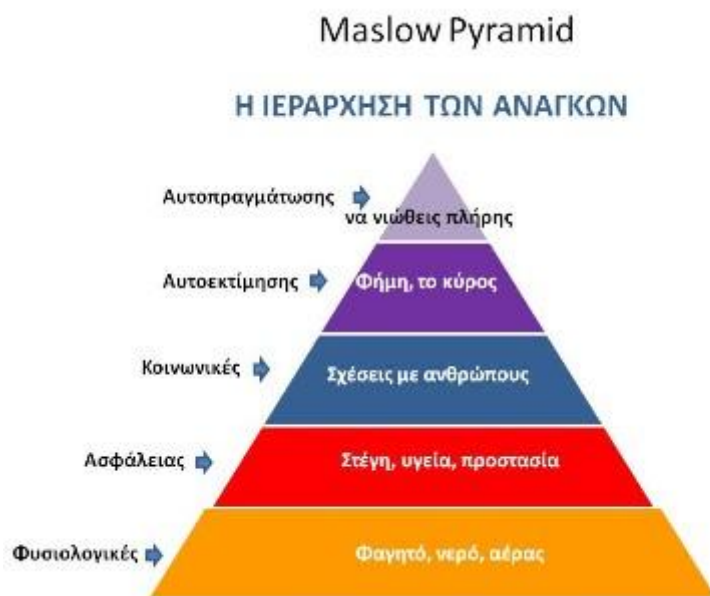 Maslow Pyramid
Η ΙΕΡΑΡΧΗΣΗ ΤΩΝ ΑΝΑΓΚΩΝ
Αυτοπραγμάτωσης
να νιώθεις πλήρης
Αυτοεκτίμησης
Φήμη, το κύρος
Κοινωνικές
Σχέσεις με ανθρώπους
Ασφάλειας
Στέγη, υγεία, προστασία
Φυσιολογικές
Φαγητό, νερό, αέρας